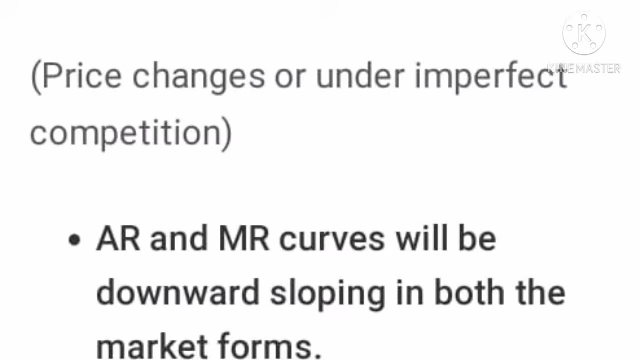 (Price changes or under imperfect
KINEMASTER
competition)
• AR and MR curves will be
downward sloping in both the
market forms.